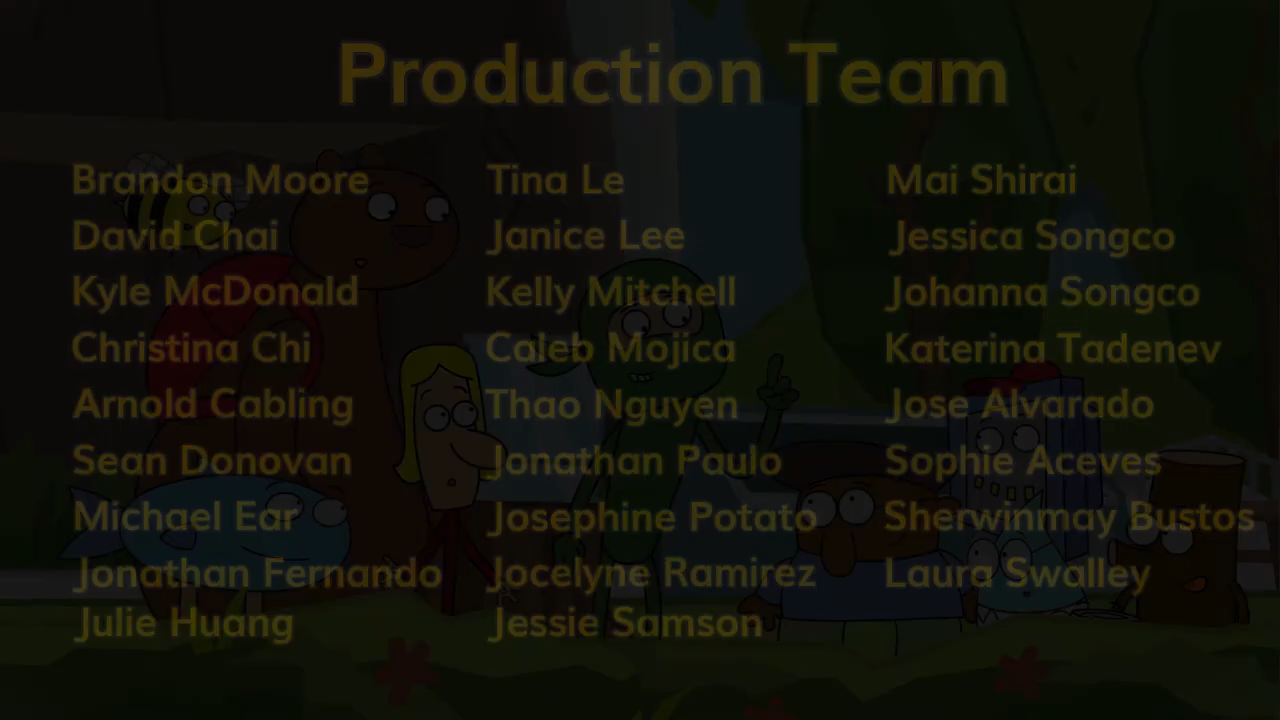 Production Team
Brandon Moore
David Chai
Kyle McDonald
Christina Chi
Arnold Cabling
Sean Donovan
Michael Ear
Jonathan Fernando
Julie Huang
Tina Le
Janice Lee
Kelly Mitchell
Caleb Mojica
Thao Nguyen
Jonathan Paulo
Josephine Potato
Jocelyne Ramirez
Jessie Samson
Mai Shirai
Jessica Songco
Johanna Songco
Katerina Tadenev
Jose Alvarado
Sophie Aceves
Sherwinmay Bustos
Laura Swalley